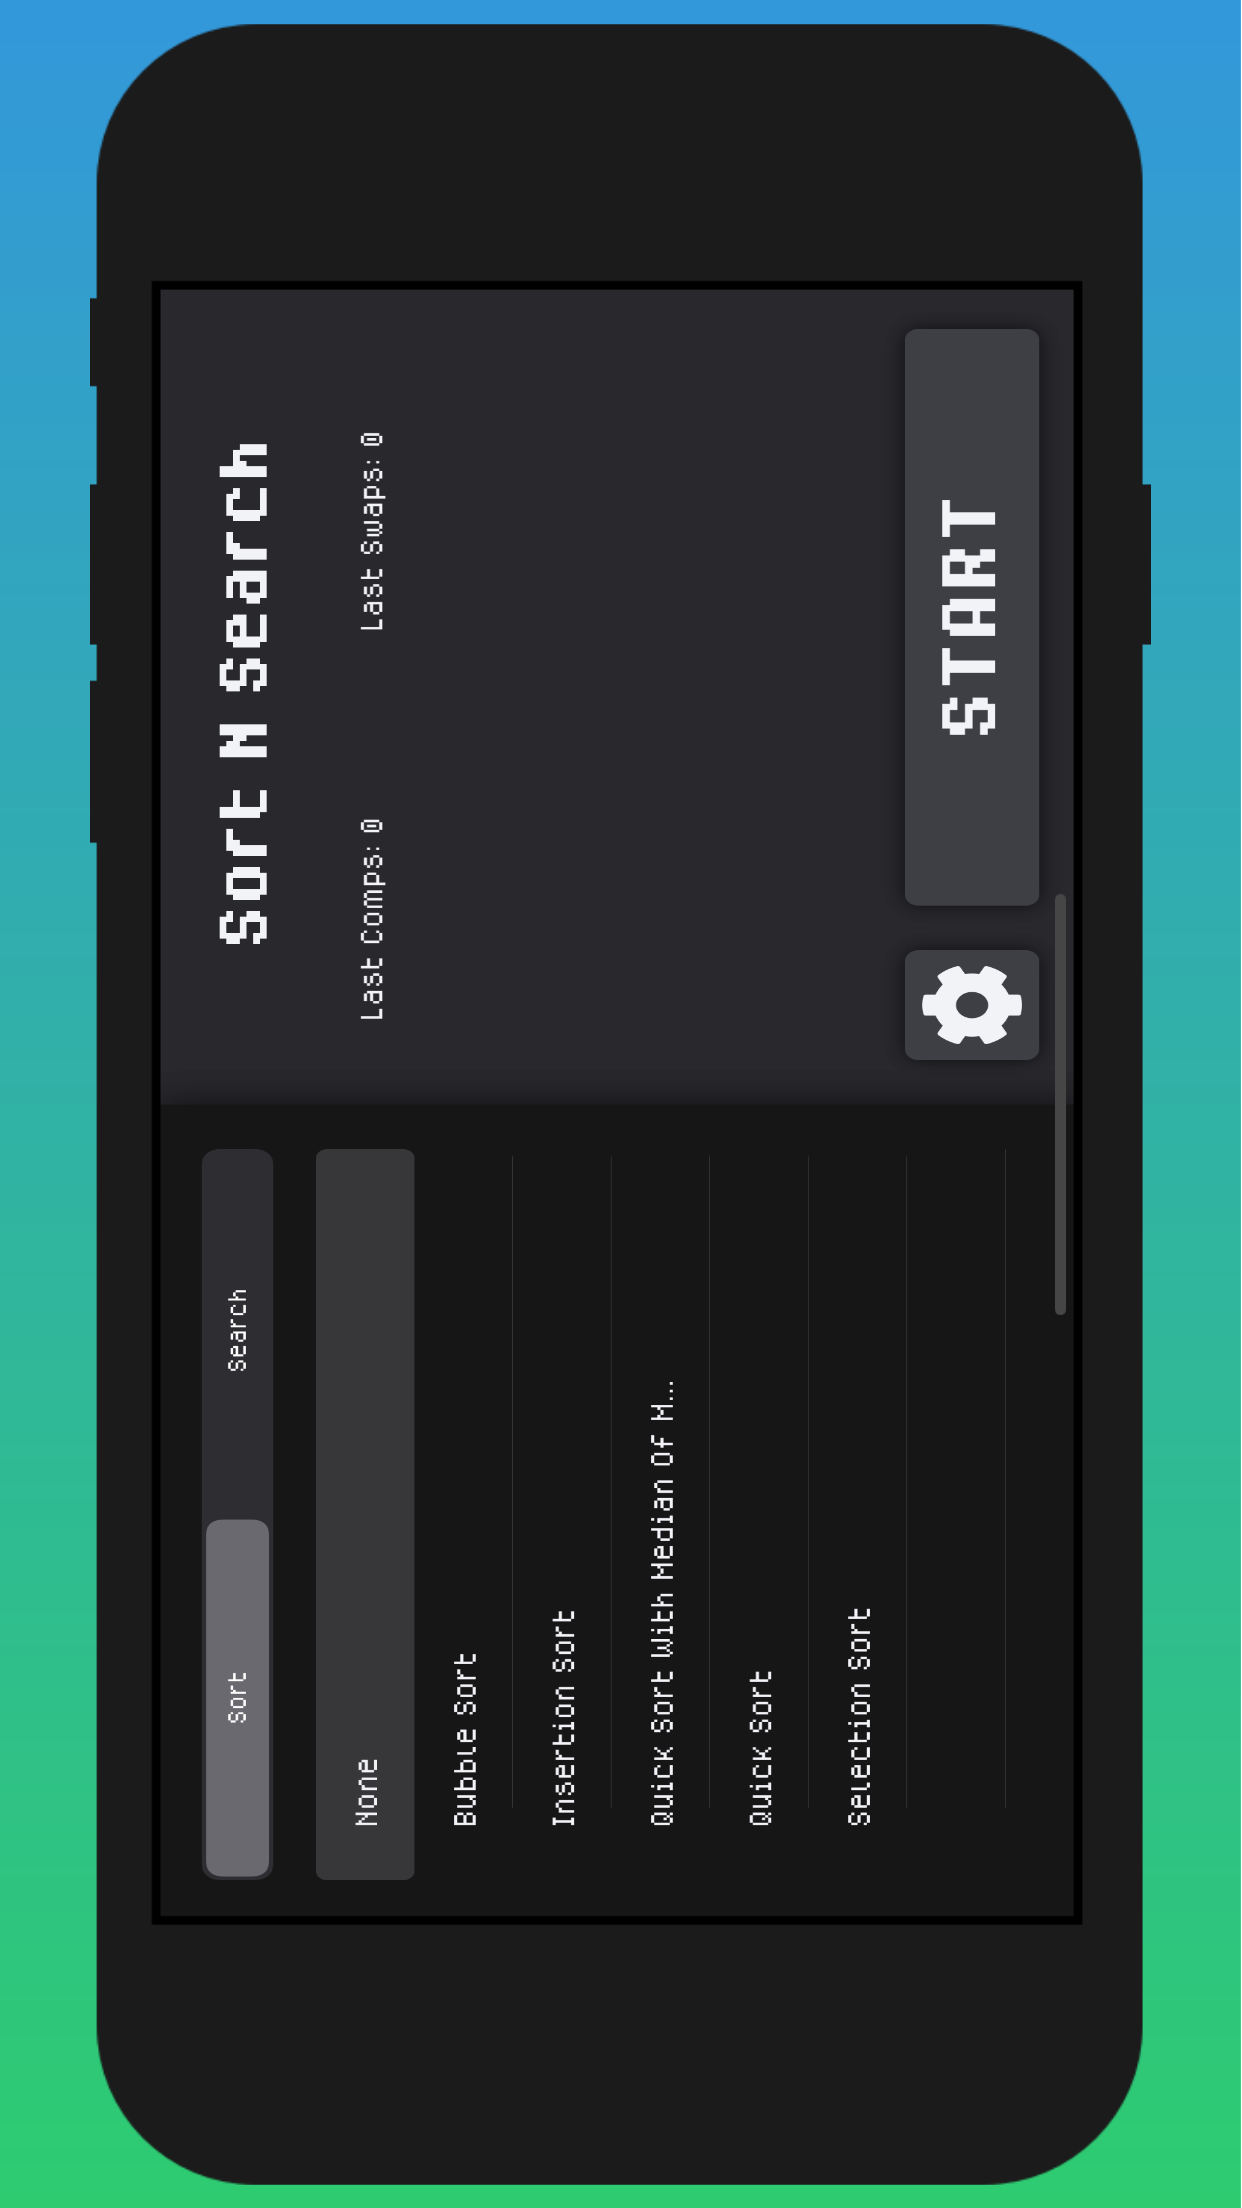 Sort
Search
None
Bubble Sort
Insertion Sort
Quick Sort With Median Of M...
Quick Sort
Selection Sort
Sort N Search
Last Comps: 0
Last Swaps: 0
START